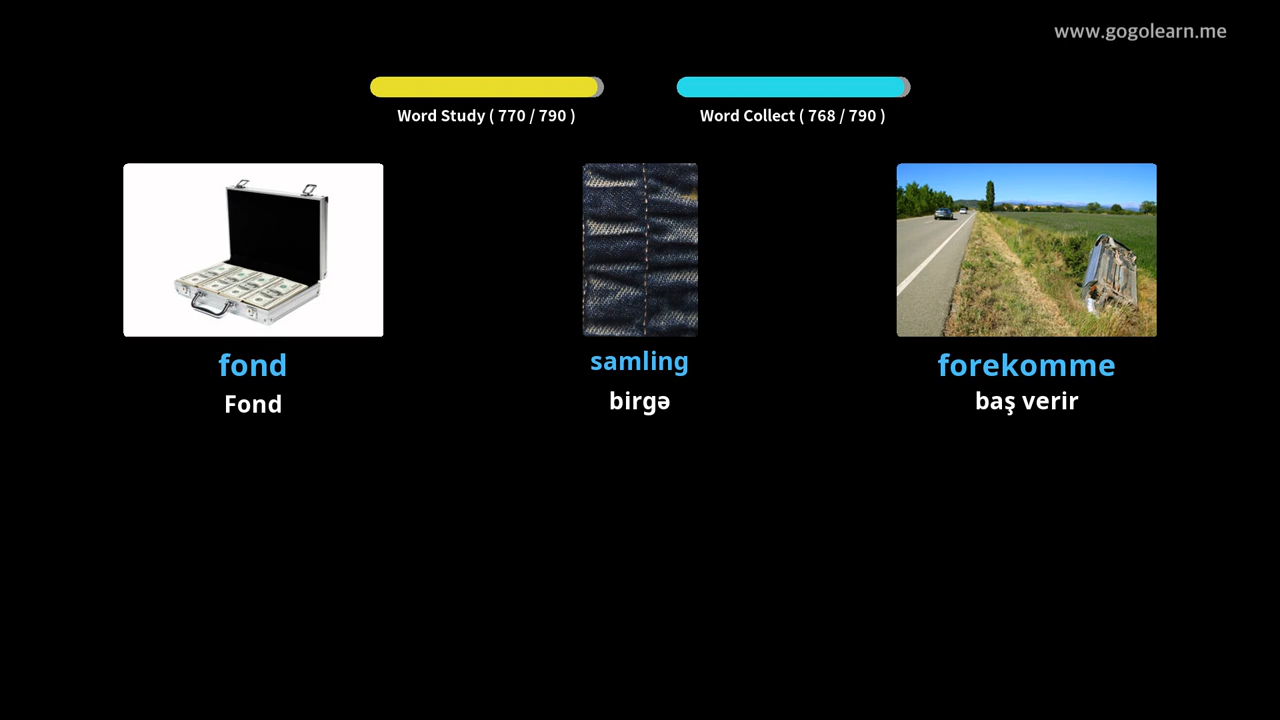 www.gogolearn.me
Word Study ( 770 / 790 )
Word Collect ( 768 / 790 )
fond
Fond
samling
birgə
forekomme
baş verir